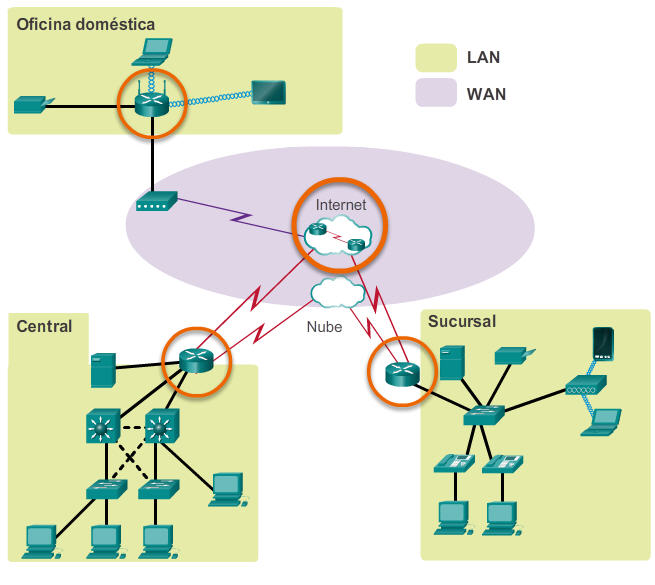 Oficina doméstica
LAN
WAN
Internet
Nube
Central
Sucursal